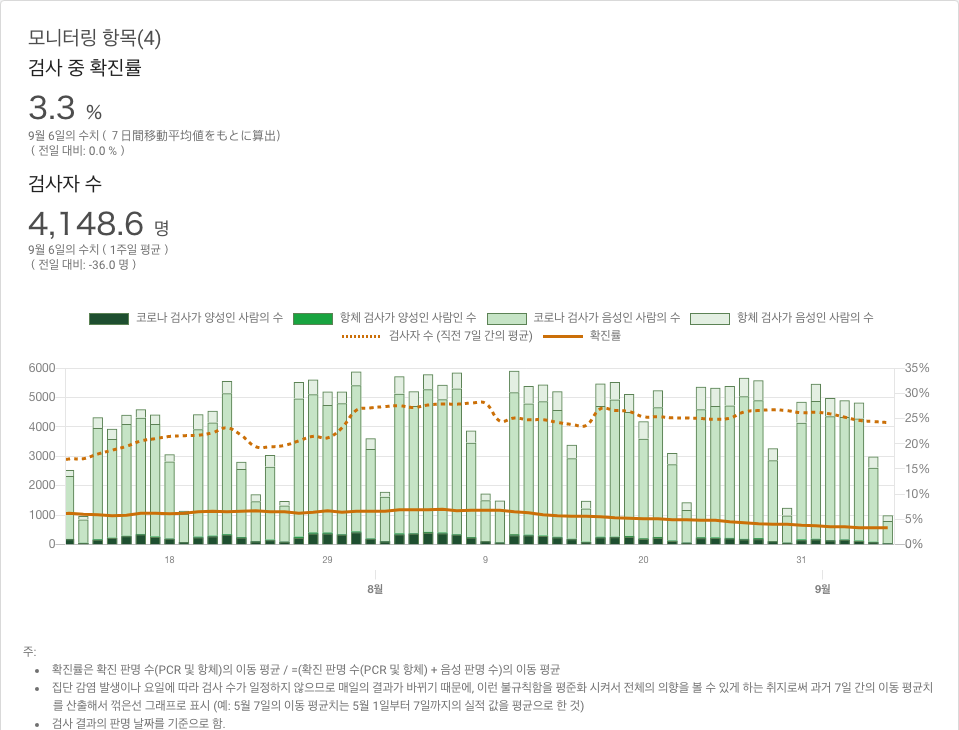 모니터링 항목(4)
검사 중 확진률
3.3 %
9월 6일의 수치 ( ７日間移動平均値をもとに算出)
( 전일 대비: 0.0 % )
검사자 수
4,148.6 명
9월 6일의 수치 ( 1주일 평균 )
( 전일 대비: -36.0 명 )
코로나 검사가 양성인 사람의 수 항체 검사가 양성인 사람인 수 코로나 검사가 음성인 사람의 수 항체 검사가 음성인 사람의 수
검사자 수 (직전 7일 간의 평균) 확진률
6000 35%
5000 30%
4000 25%
3000 20%
2000 15%
1000 10%
0 5%
0%
18 29 9 20 31
8월 9월
주:
• 확진률은 확진 판명 수(PCR 및 항체)의 이동 평균 / =(확진 판명 수(PCR 및 항체) + 음성 판명 수)의 이동 평균
• 집단 감염 발생이나 요일에 따라 검사 수가 일정하지 않으므로 매일의 결과가 바뀌기 때문에, 이런 불규칙함을 평준화 시켜서 전체의 의향을 볼 수 있게 하는 취지로써 과거 7일 간의 이동 평균치
를 산출해서 꺾은선 그래프로 표시 (예: 5월 7일의 이동 평균치는 5월 1일부터 7일까지의 실적 값을 평균으로 한 것)
• 검사 결과의 판명 날짜를 기준으로 함.